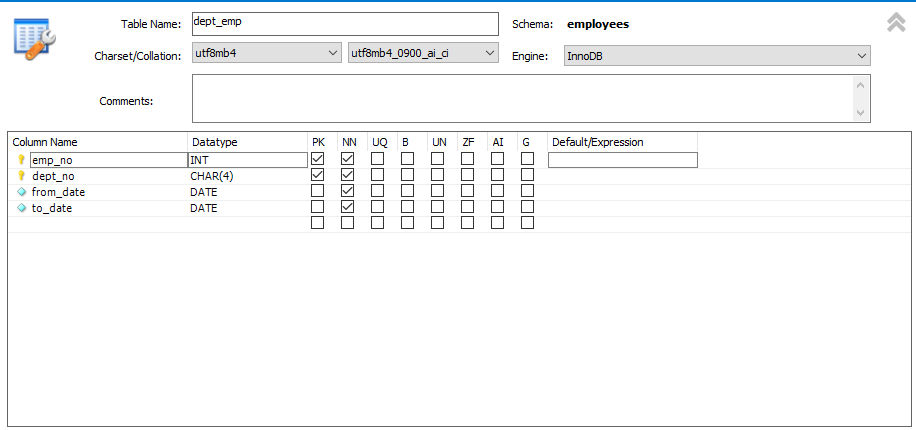 Table Name: dept_emp Schema: employees
Charset/Collation: utf8mb4 utf8mb4_0900_ai_ci Engine: InnoDB
Comments:
Column Name Datatype PK NN UQ B UN ZF AI G Default/Expression
emp_no INT
dept_no CHAR(4)
from_date DATE
to_date DATE